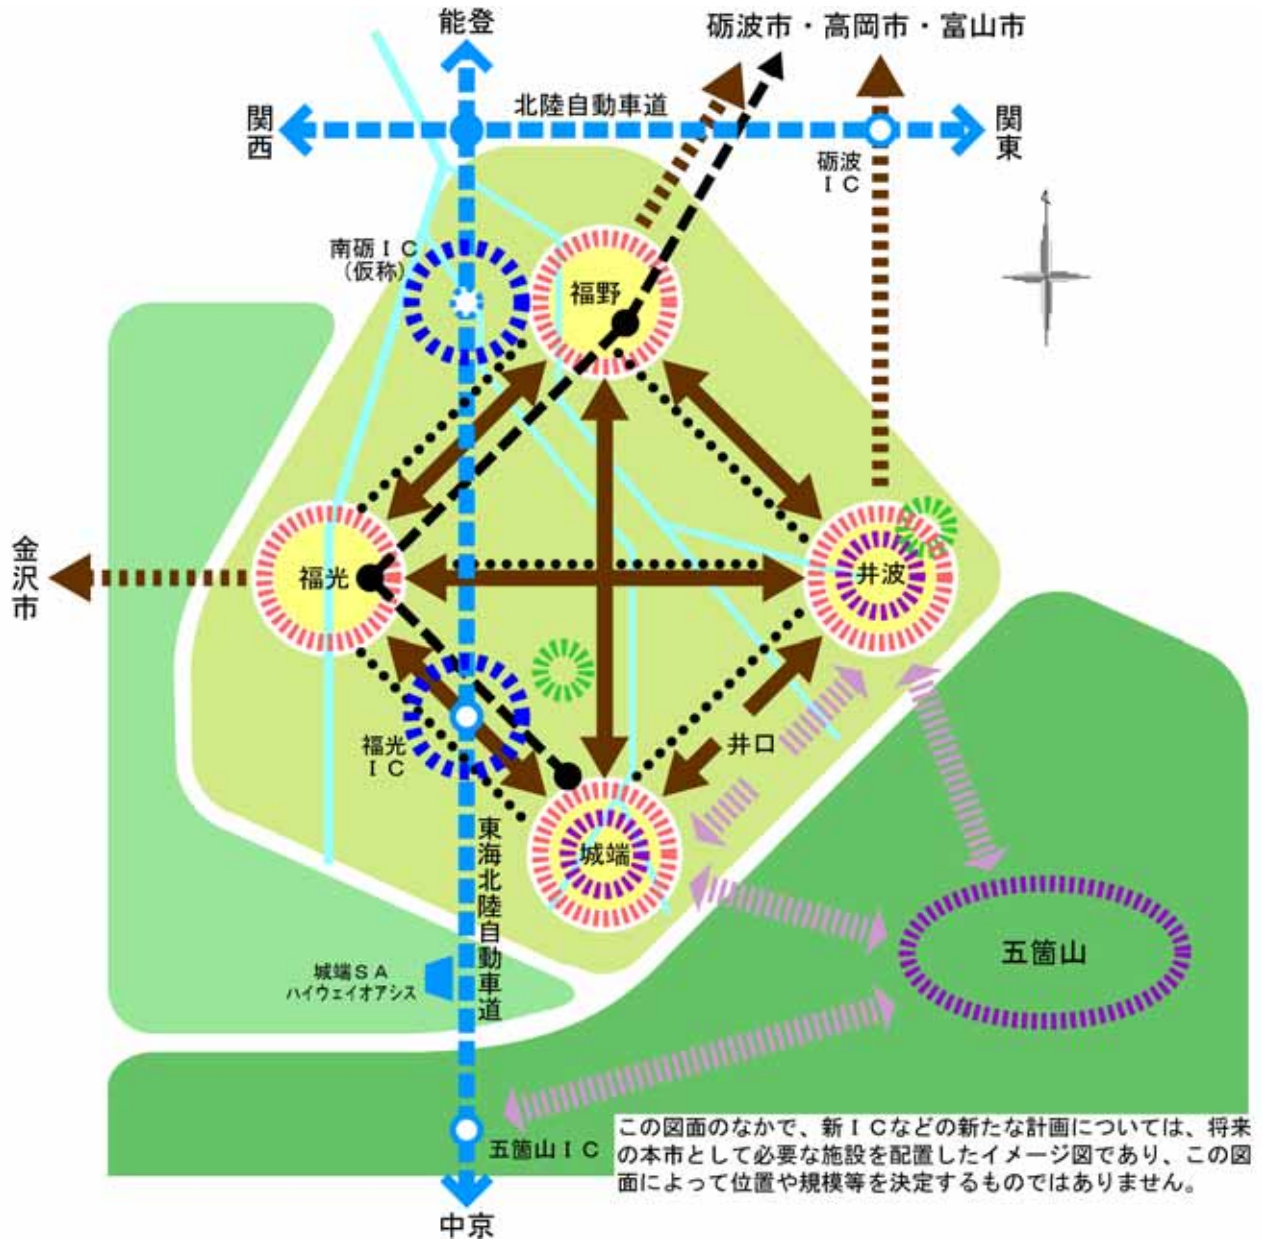 能登
砺波市・高岡市・富山市
北陸自動車道
関西
関東
砺波
ＩＣ
南砺ＩＣ
（仮称）
福野
金沢市
福光
井波
福光
ＩＣ
井口
城端
東海北陸自動車道
城端ＳＡ
ハイウェイオアシス
五箇山
五箇山ＩＣ
この図面のなかで、新ＩＣなどの新たな計画については、将来
の本市として必要な施設を配置したイメージ図であり、この図
面によって位置や規模等を決定するものではありません。
中京